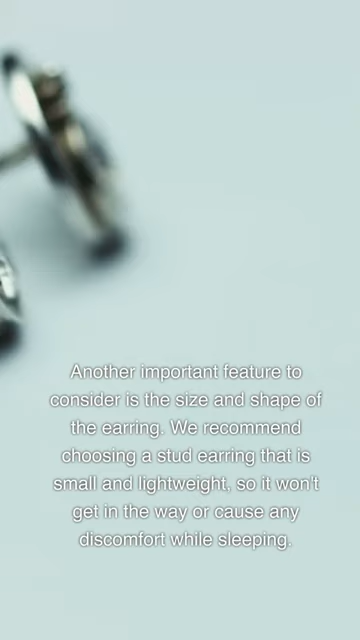 Another important feature to
consider is the size and shape of
the earring. We recommend
choosing a stud earring that is
small and lightweight, so it won't
get in the way or cause any
discomfort while sleeping.